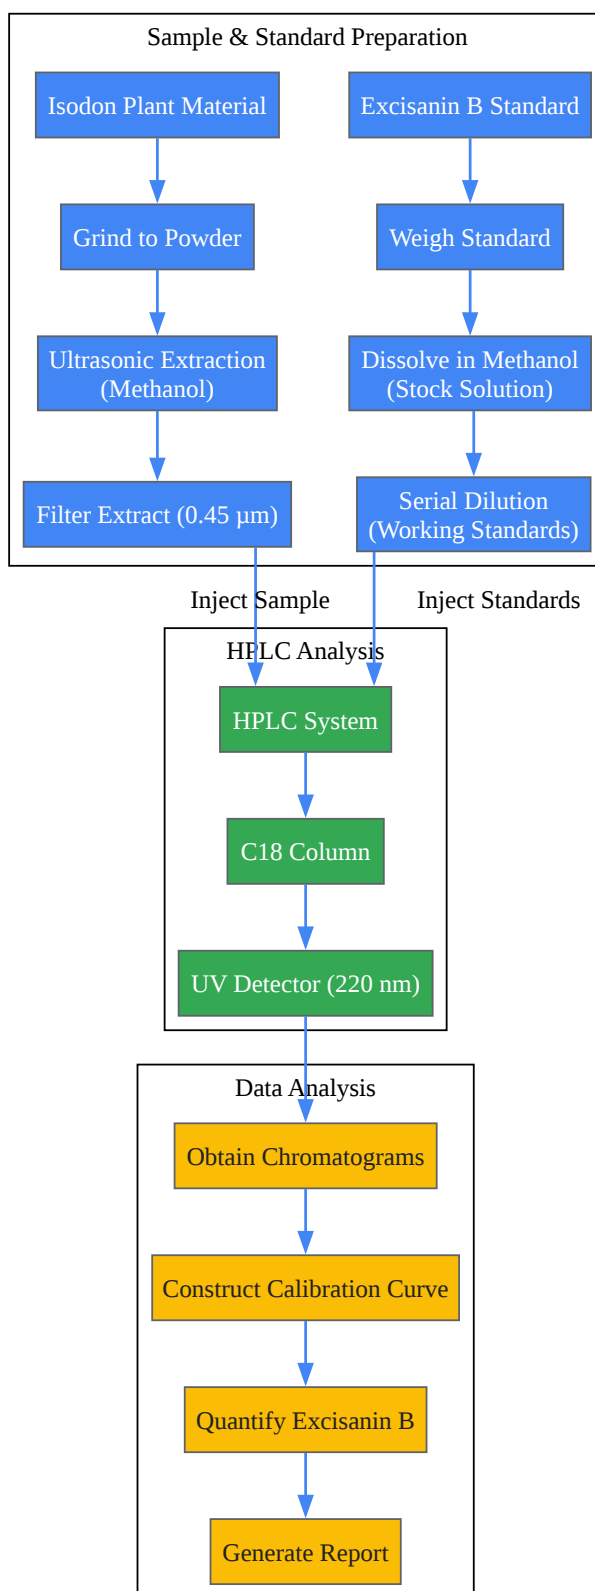 Sample & Standard Preparation
Isodon Plant Material
Excisanin B Standard
Grind to Powder
Weigh Standard
Ultrasonic Extraction
(Methanol)
Dissolve in Methanol
(Stock Solution)
Filter Extract (0.45 µm)
Serial Dilution
(Working Standards)
Inject Sample
Inject Standards
HPLC Analysis
HPLC System
C18 Column
UV Detector (220 nm)
Data Analysis
Obtain Chromatograms
Construct Calibration Curve
Quantify Excisanin B
Generate Report